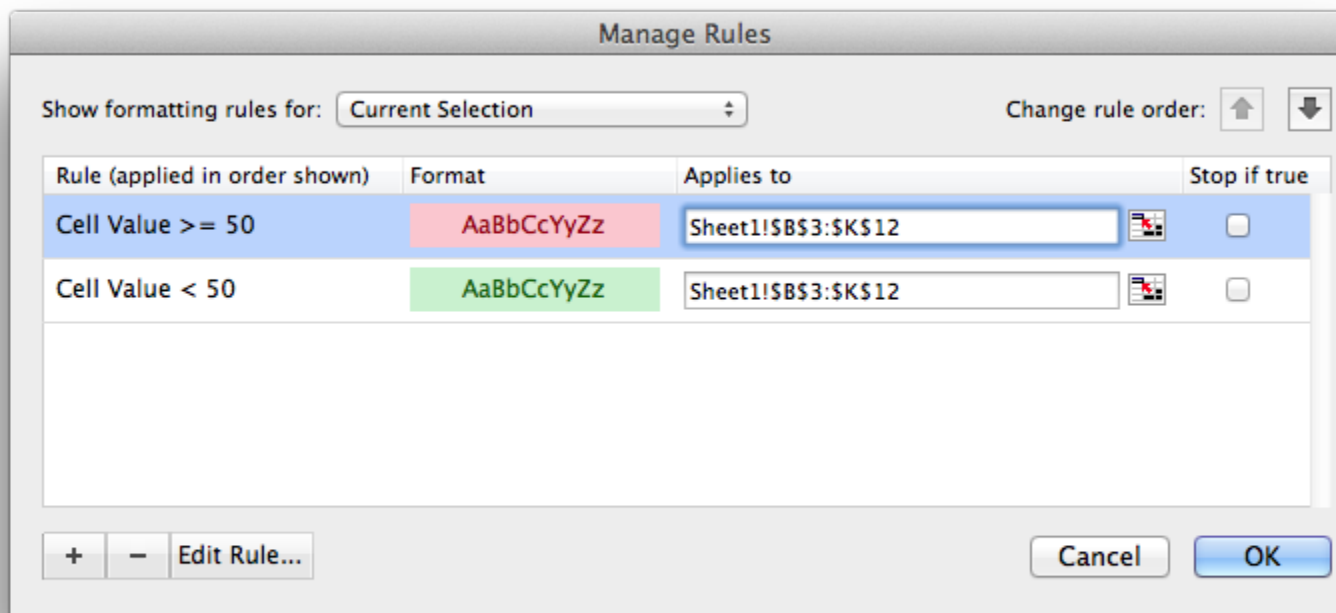 Manage Rules
Show formatting rules for: Current Selection Change rule order:
Rule (applied in order shown) Format Applies to Stop if true
Cell Value >= 50 AaBbCcYyZz Sheet1!$B$3:$K$12
Cell Value < 50 AaBbCcYyZz Sheet1!$B$3:$K$12
+ − Edit Rule... Cancel OK